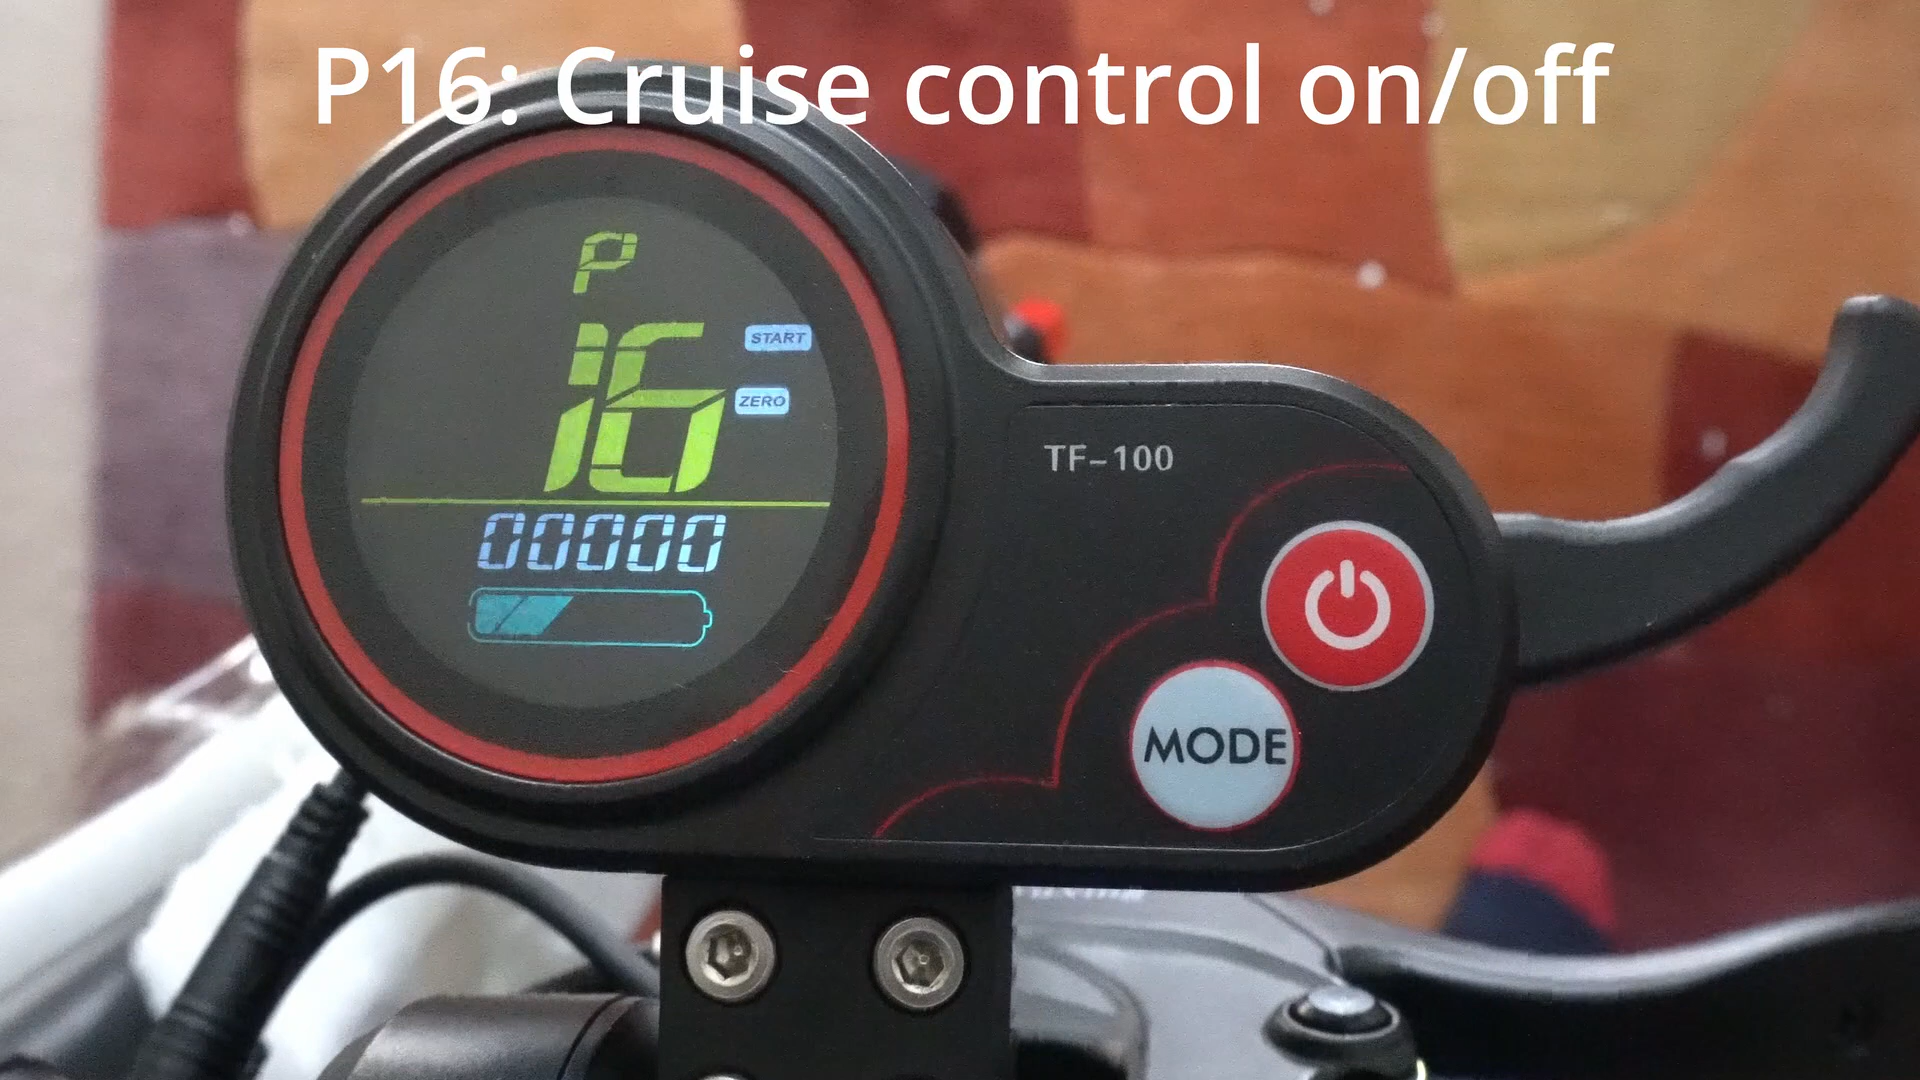 P16: Cruise control on/off
P
16
START
ZERO
00000
TF-100
MODE